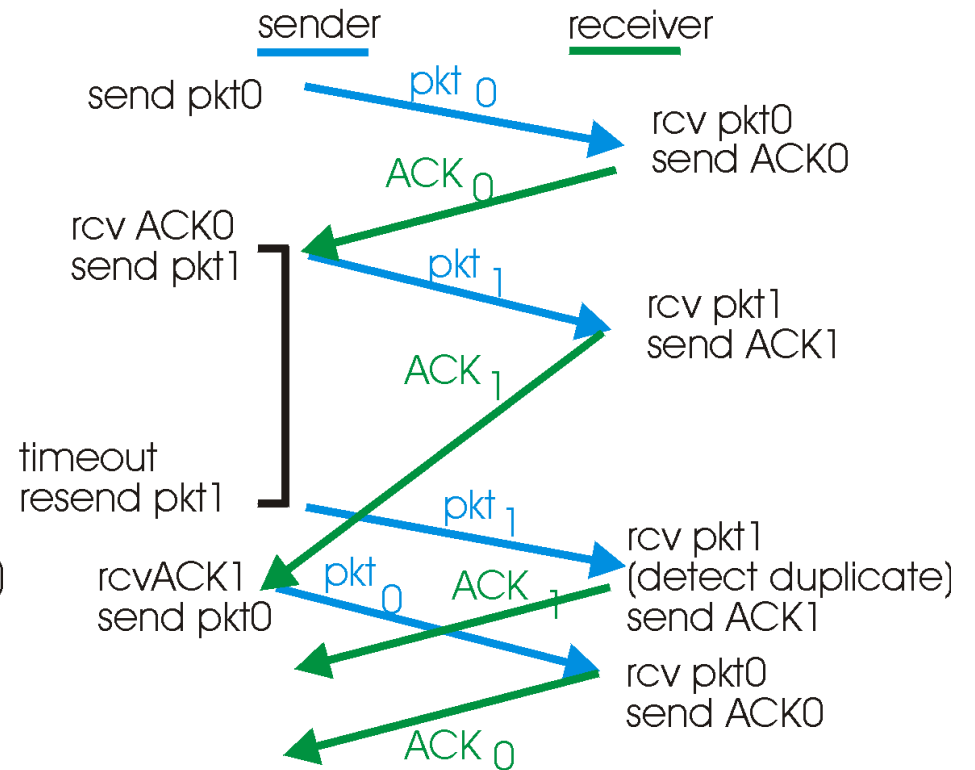 sender
receiver
send pkt0
pkt 0
rcv pkt0
send ACK0
ACK 0
rcv ACK0
send pkt1
pkt 1
rcv pkt1
send ACK1
ACK 1
timeout
resend pkt1
pkt 1
rcv pkt1
(detect duplicate)
send ACK1
)
rcvACK1
send pkt0
pkt 0
ACK 1
rcv pkt0
send ACK0
ACK 0